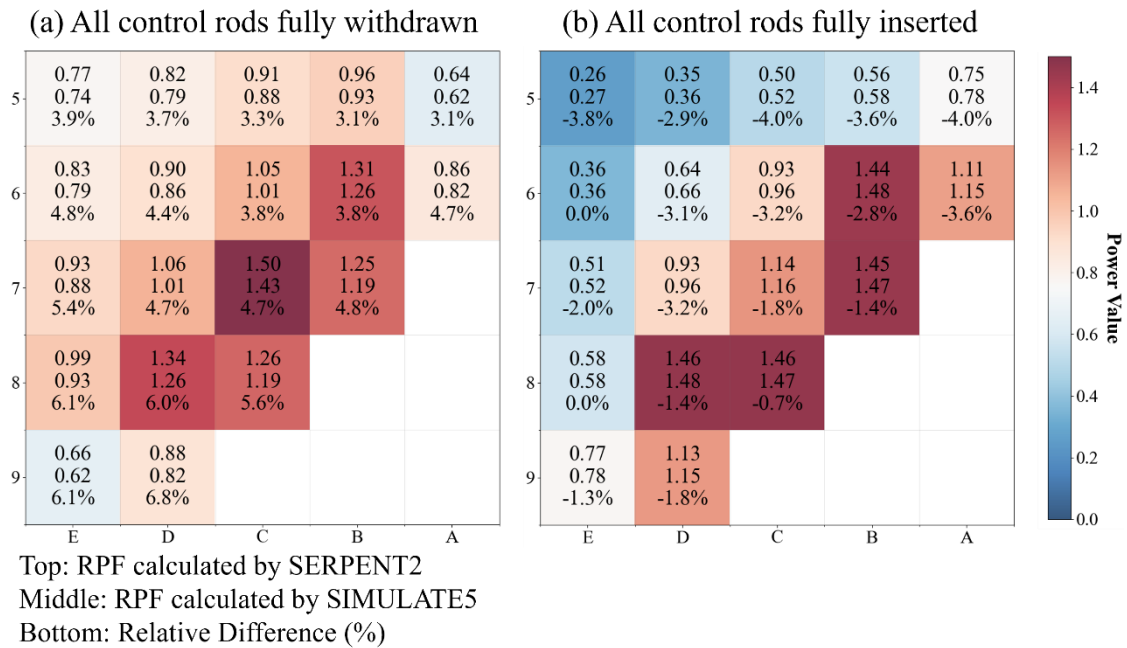 (a) All control rods fully withdrawn
(b) All control rods fully inserted
0.77 0.82 0.91 0.96 0.64
5 0.74 0.79 0.88 0.93 0.62
3.9% 3.7% 3.3% 3.1% 3.1%
0.83 0.90 1.05 1.31 0.86
6 0.79 0.86 1.01 1.26 0.82
4.8% 4.4% 3.8% 3.8% 4.7%
0.93 1.06 1.50 1.25
7 0.88 1.01 1.43 1.19
5.4% 4.7% 4.7% 4.8%
0.99 1.34 1.26
8 0.93 1.26 1.19
6.1% 6.0% 5.6%
0.66 0.88
9 0.62 0.82
6.1% 6.8%
E D C B A
0.26 0.35 0.50 0.56 0.75
5 0.27 0.36 0.52 0.58 0.78
-3.8% -2.9% -4.0% -3.6% -4.0%
0.36 0.64 0.93 1.44 1.11
6 0.36 0.66 0.96 1.48 1.15
0.0% -3.1% -3.2% -2.8% -3.6%
0.51 0.93 1.14 1.45
7 0.52 0.96 1.16 1.47
-2.0% -3.2% -1.8% -1.4%
0.58 1.46 1.46
8 0.58 1.48 1.47
0.0% -1.4% -0.7%
0.77 1.13
9 0.78 1.15
-1.3% -1.8%
E D C B A
1.4
1.2
1.0
0.8
0.6
0.4
0.2
0.0
Power Value
Top: RPF calculated by SERPENT2
Middle: RPF calculated by SIMULATE5
Bottom: Relative Difference (%)